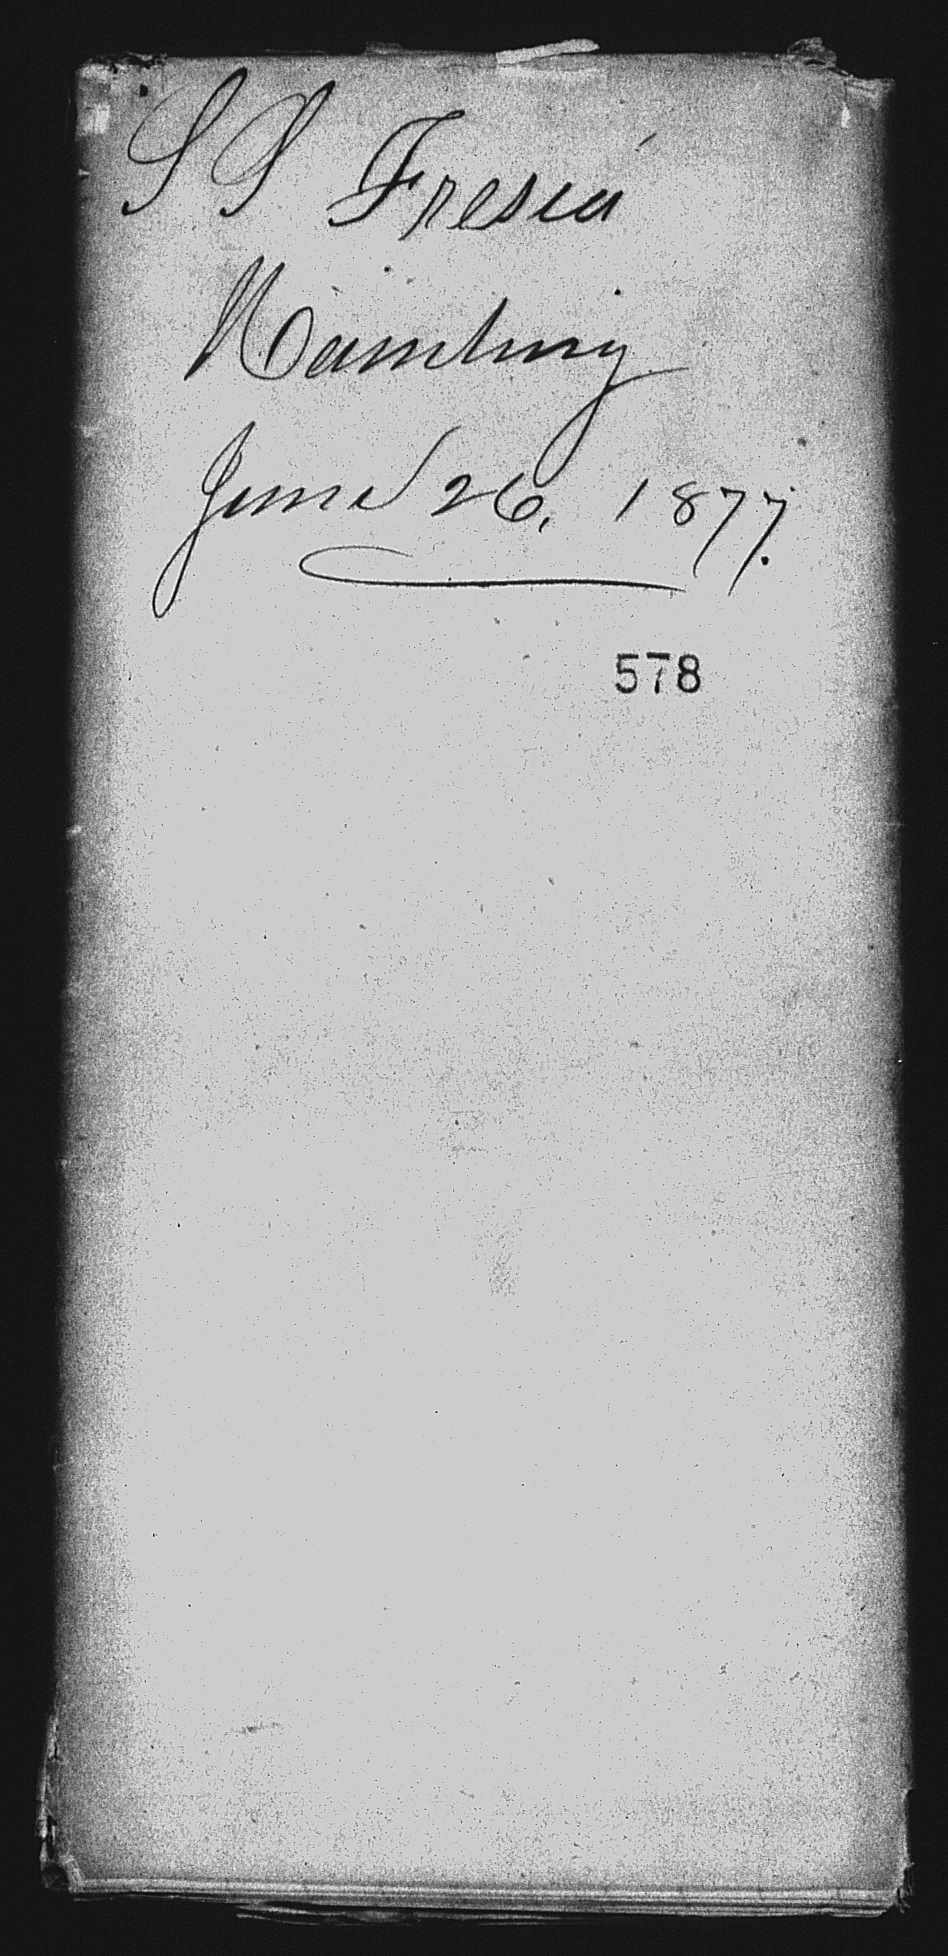 SS Fresia
Hamburg
June 26, 1877.
578